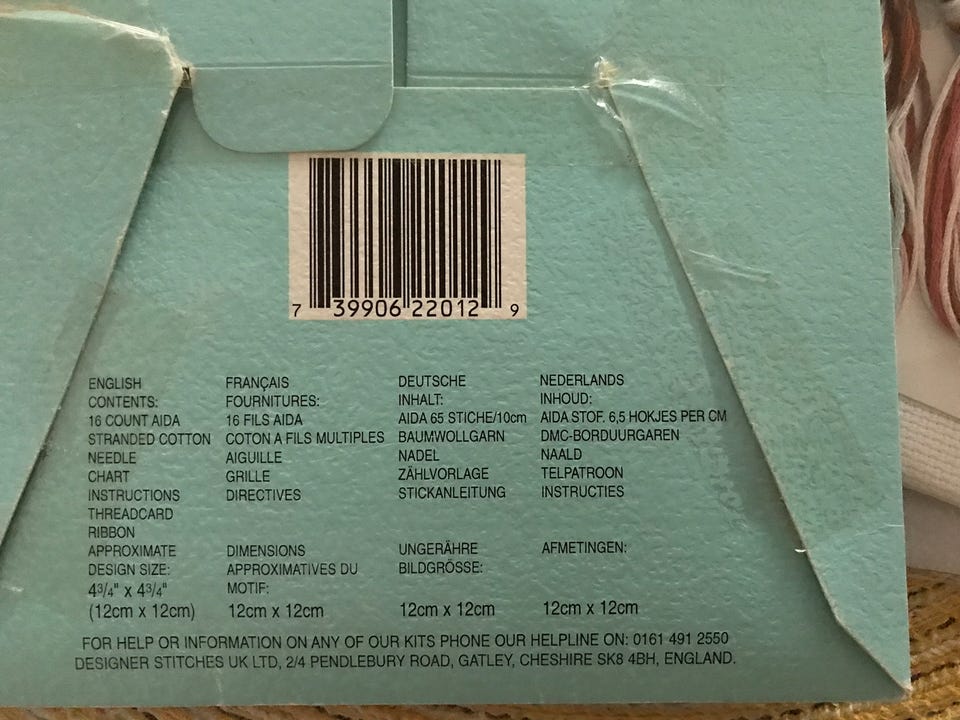 7 39906 22012 9
ENGLISH
CONTENTS:
16 COUNT AIDA
STRANDED COTTON
NEEDLE
CHART
INSTRUCTIONS
THREADCARD
RIBBON
APPROXIMATE
DESIGN SIZE:
4 3/4" x 4 3/4"
(12cm x 12cm)
FRANÇAIS
FOURNITURES:
16 FILS AIDA
COTON A FILS MULTIPLES
AIGUILLE
GRILLE
DIRECTIVES
DIMENSIONS
APPROXIMATIVES DU
MOTIF:
12cm x 12cm
DEUTSCHE
INHALT:
AIDA 65 STICHE/10cm
BAUMWOLLGARN
NADEL
ZÄHLVORLAGE
STICKANLEITUNG
UNGERÄHRE
BILDGRÖSSE:
12cm x 12cm
NEDERLANDS
INHOUD:
AIDA STOF. 6,5 HOKJES PER CM
DMC-BORDUURGAREN
NAALD
TELPATROON
INSTRUCTIES
AFMETINGEN:
12cm x 12cm
FOR HELP OR INFORMATION ON ANY OF OUR KITS PHONE OUR HELPLINE ON: 0161 491 2550
DESIGNER STITCHES UK LTD, 2/4 PENDLEBURY ROAD, GATLEY, CHESHIRE SK8 4BH, ENGLAND.